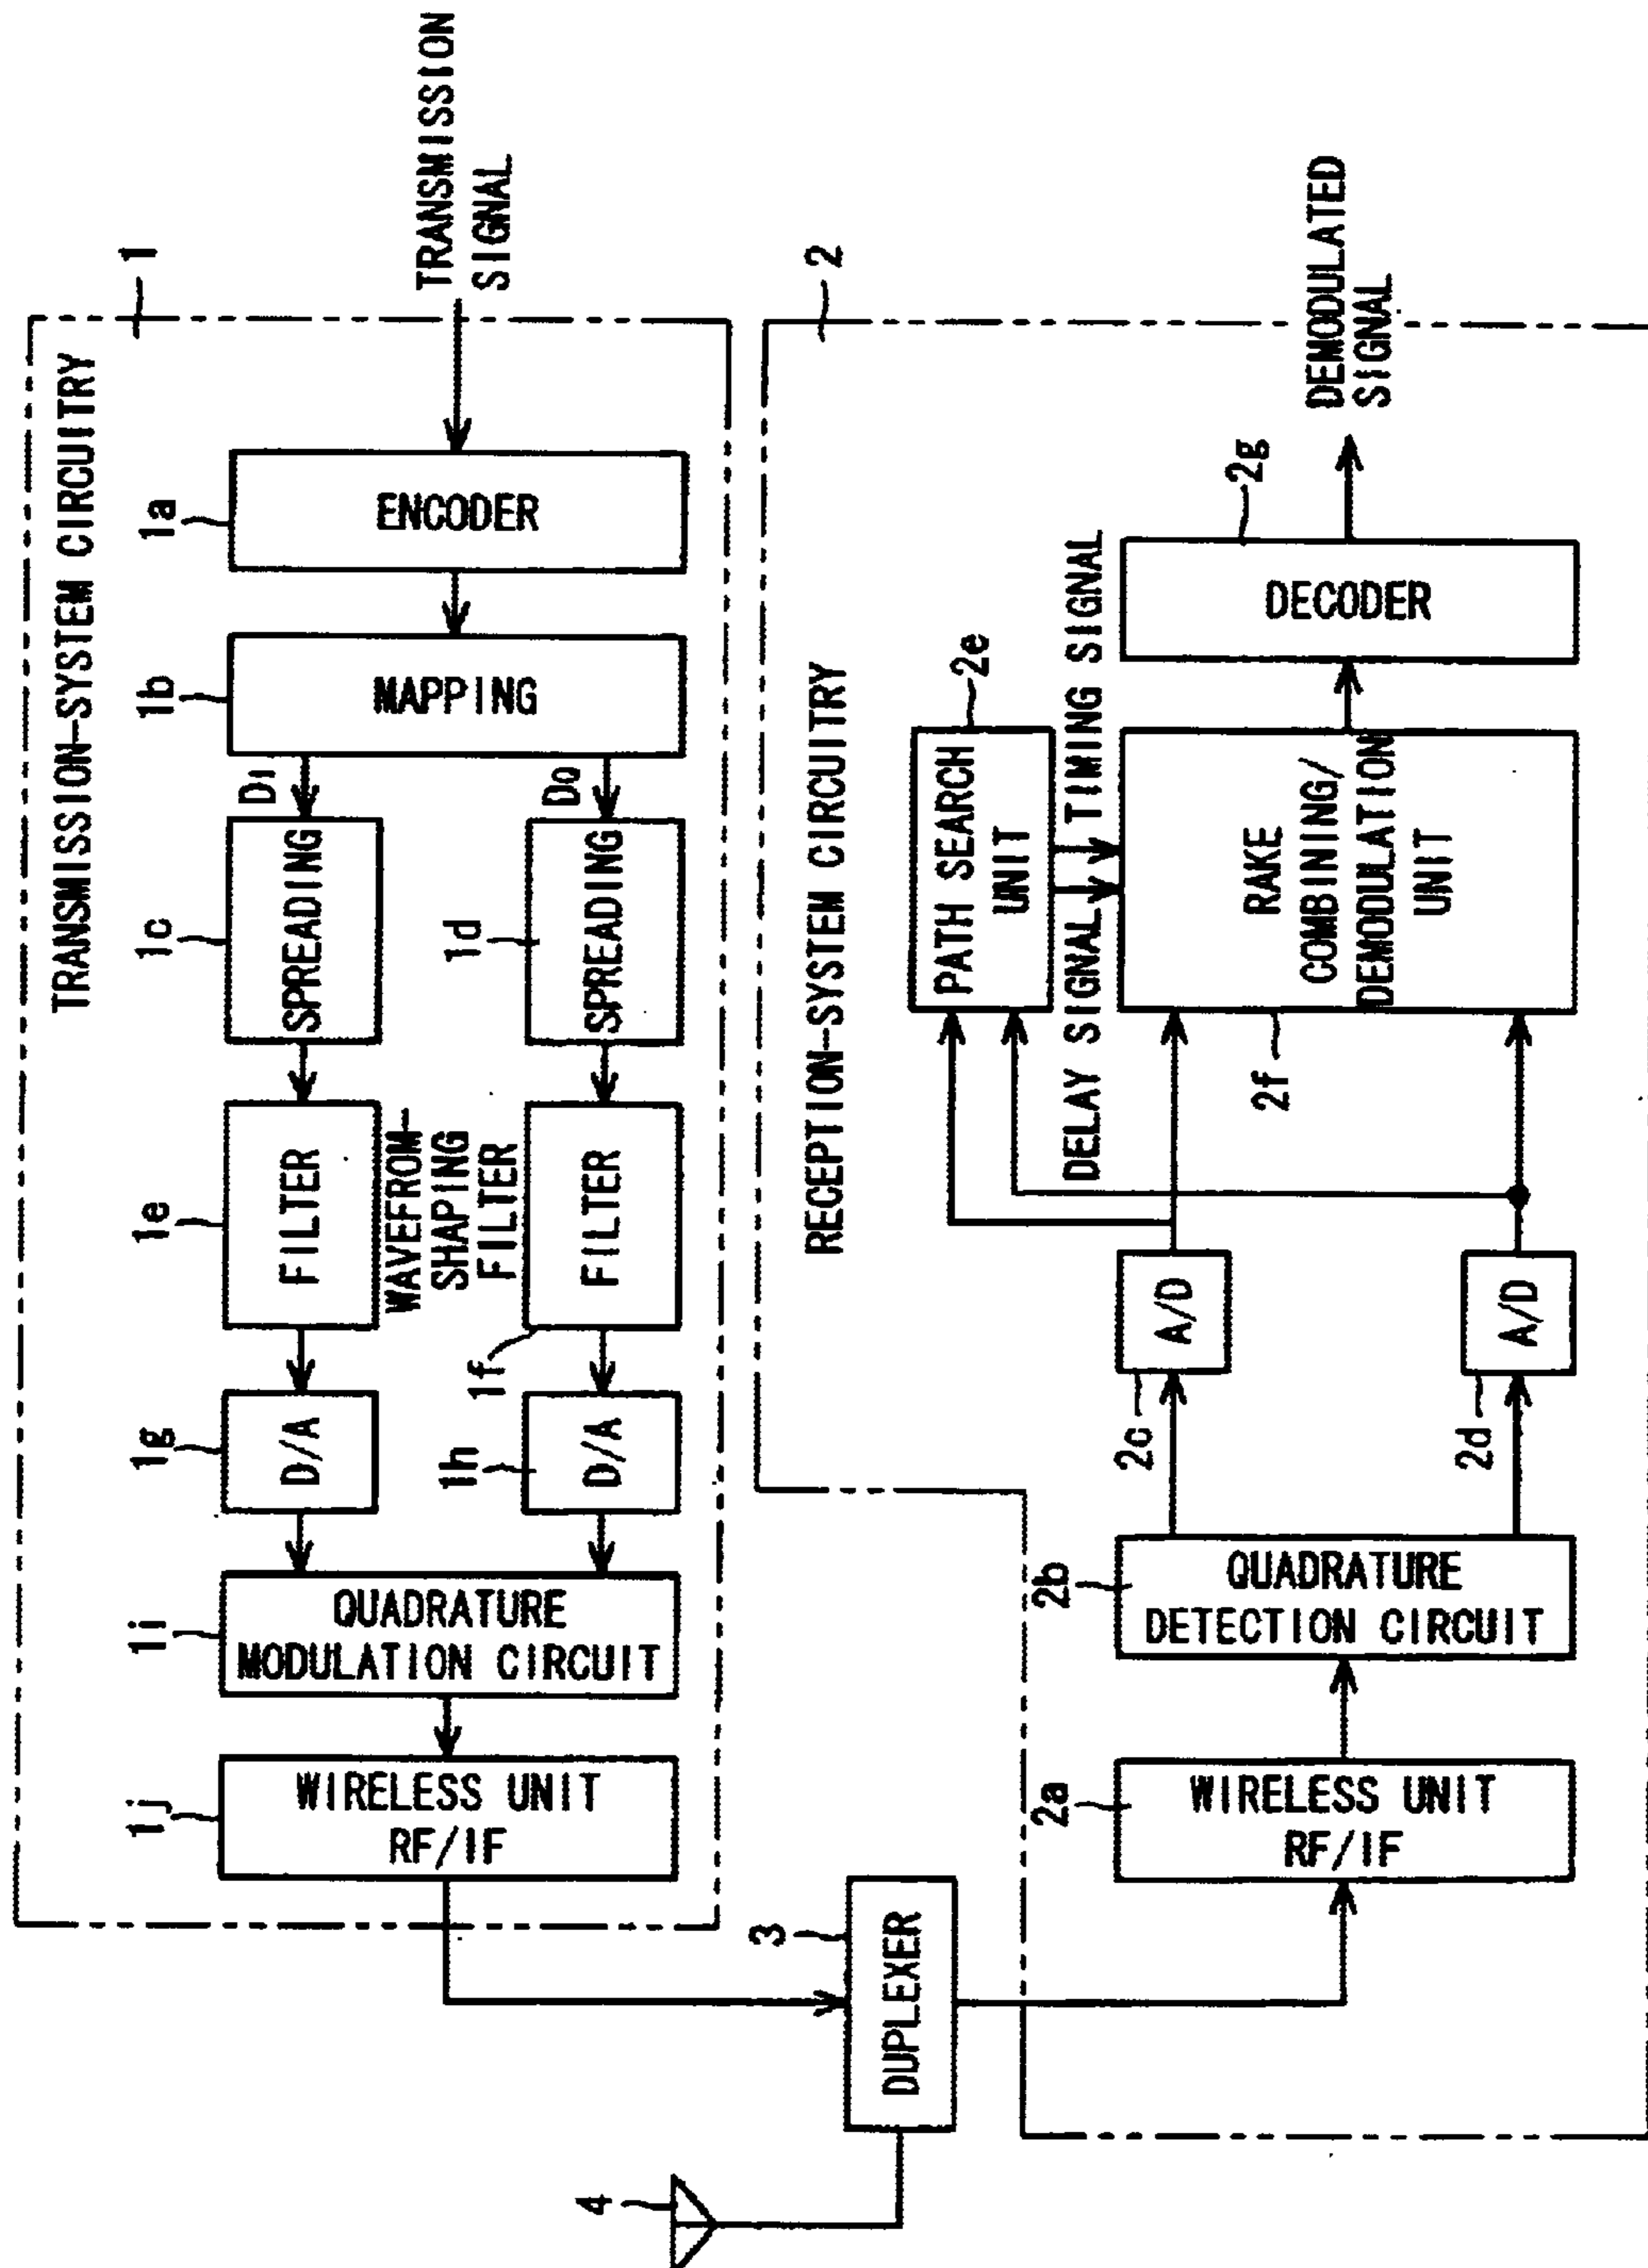 TRANSMISSION-SYSTEM CIRCUITRY
1
TRANSMISSION
SIGNAL
1a
ENCODER
1b
MAPPING
DI
DQ
1c
SPREADING
1d
SPREADING
1e
FILTER
WAVEFROM-
SHAPING
FILTER
1f
FILTER
1g
D/A
1h
D/A
1i
QUADRATURE
MODULATION CIRCUIT
1j
WIRELESS UNIT
RF/IF
3
DUPLEXER
4
RECEPTION-SYSTEM CIRCUITRY
2
2a
WIRELESS UNIT
RF/IF
2b
QUADRATURE
DETECTION CIRCUIT
2c
A/D
2d
A/D
2e
PATH SEARCH
UNIT
DELAY SIGNAL
TIMING SIGNAL
2f
RAKE
COMBINING/
DEMODULATION
UNIT
2g
DECODER
DEMODULATED
SIGNAL